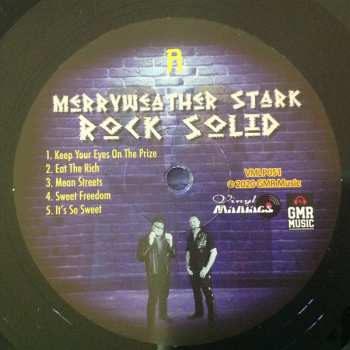 A
MERRYWEATHER STARK
ROCK SOLID
1. Keep Your Eyes On The Prize
2. Eat The Rich
3. Mean Streets
4. Sweet Freedom
5. It's So Sweet
VMLP051
© 2020 GMR Music
Vinyl
Maniacs
GMR
MUSIC